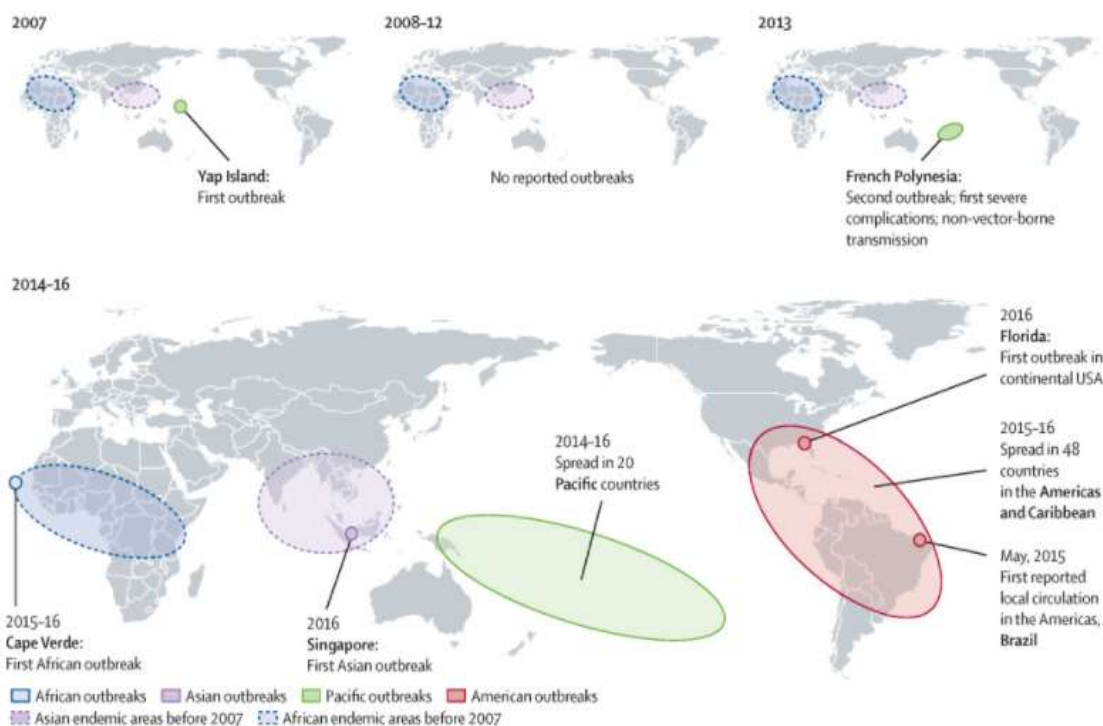 2007
2008–12
2013
Yap Island:
First outbreak
No reported outbreaks
French Polynesia:
Second outbreak; first severe
complications; non-vector-borne
transmission
2014–16
2016
Florida:
First outbreak in
continental USA
2014–16
Spread in 20
Pacific countries
2015–16
Spread in 48
countries
in the Americas
and Caribbean
May, 2015
First reported
local circulation
in the Americas,
Brazil
2015–16
Cape Verde:
First African outbreak
2016
Singapore:
First Asian outbreak
African outbreaks Asian outbreaks Pacific outbreaks American outbreaks
Asian endemic areas before 2007 African endemic areas before 2007